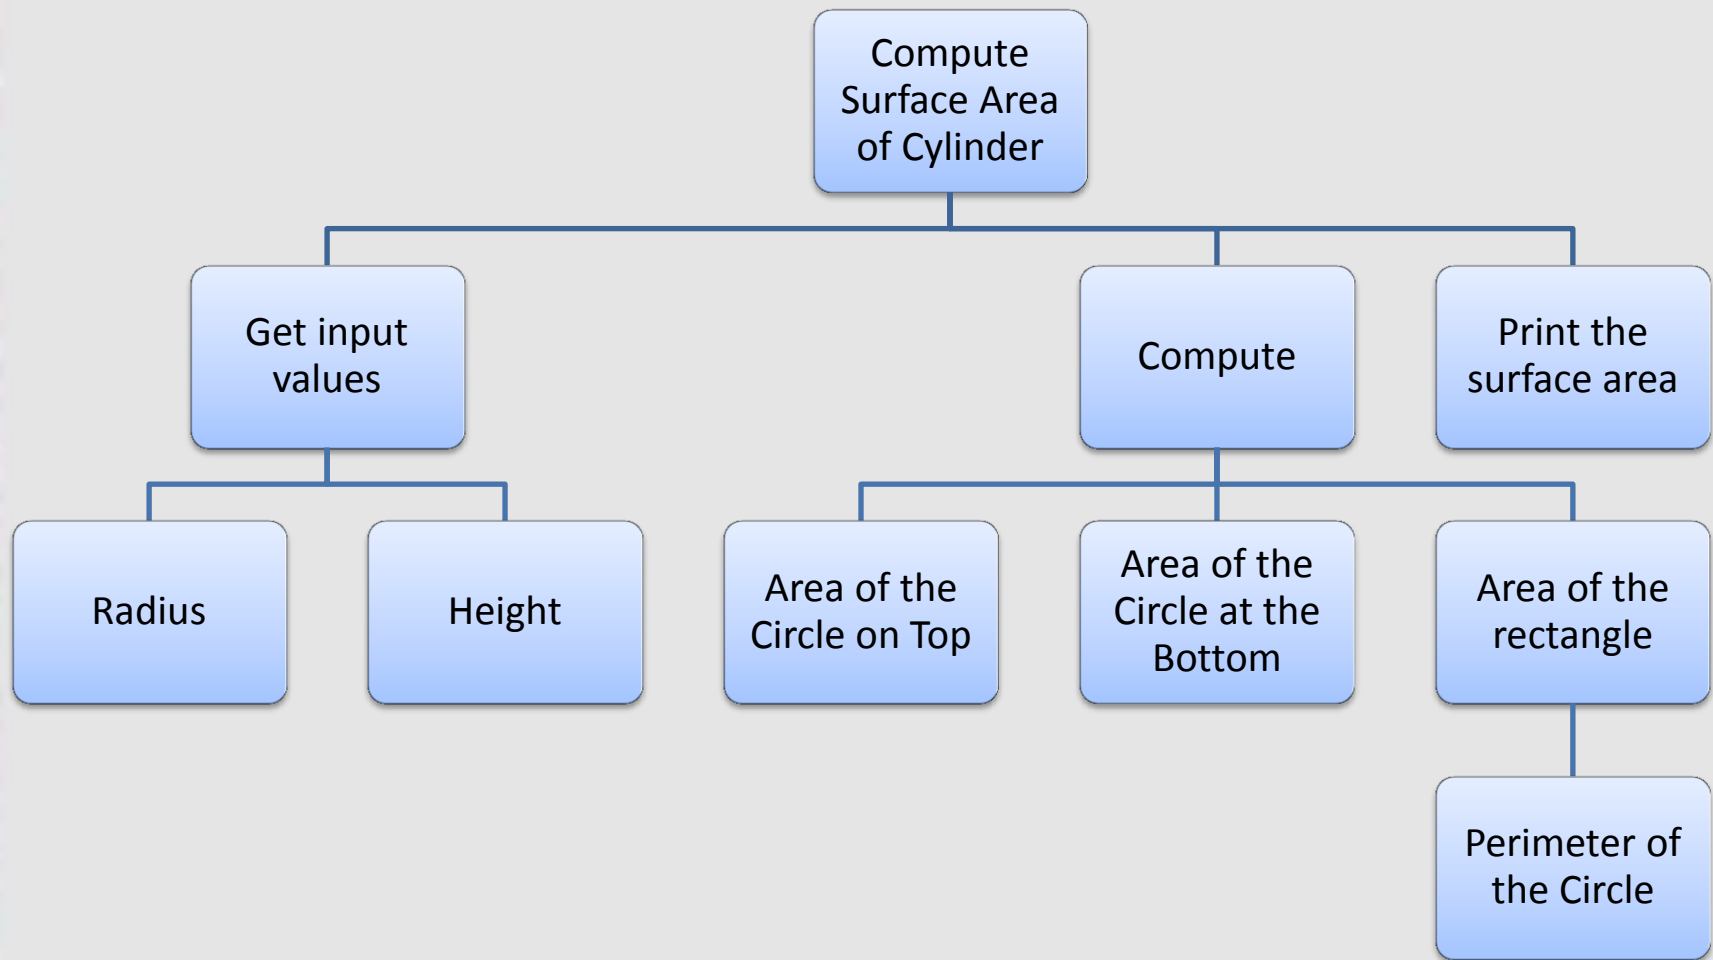 Compute
Surface Area
of Cylinder
Get input
values
Compute
Print the
surface area
Radius
Height
Area of the
Circle on Top
Area of the
Circle at the
Bottom
Area of the
rectangle
Perimeter of
the Circle